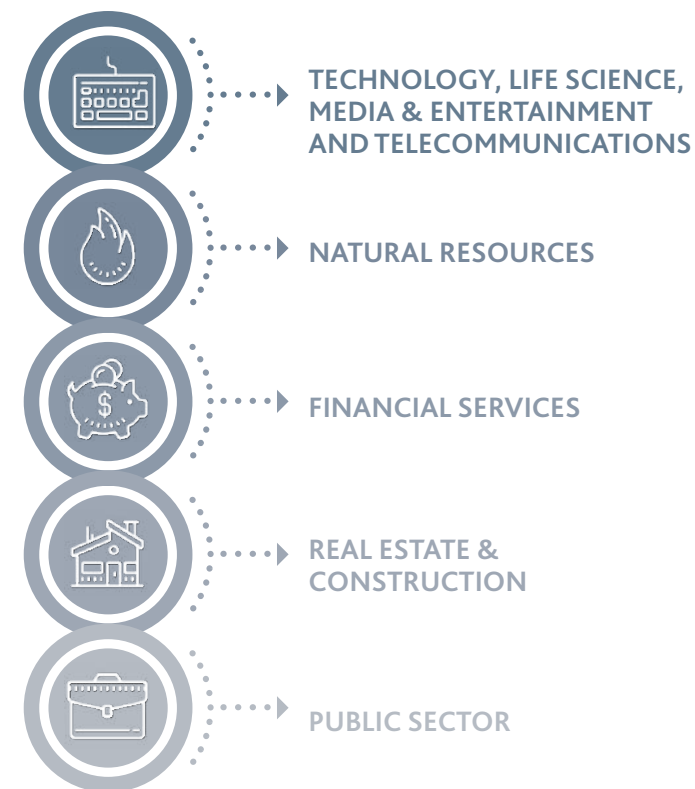 TECHNOLOGY, LIFE SCIENCE,
MEDIA & ENTERTAINMENT
AND TELECOMMUNICATIONS
NATURAL RESOURCES
$
FINANCIAL SERVICES
REAL ESTATE &
CONSTRUCTION
PUBLIC SECTOR